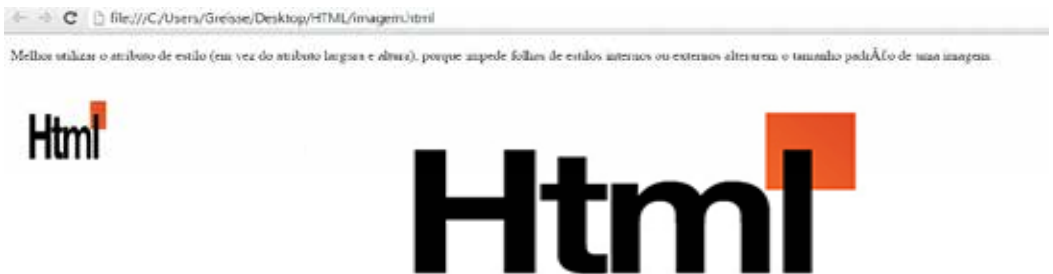 file:///C:/Users/Greisse/Desktop/HTML/imagem.html
Melhor utilizar o atributo de estilo (em vez do atributo largura e altura), porque impede folhas de estilos internos ou externos alterarem o tamanho padrÃ£o de uma imagem.
Html
Html